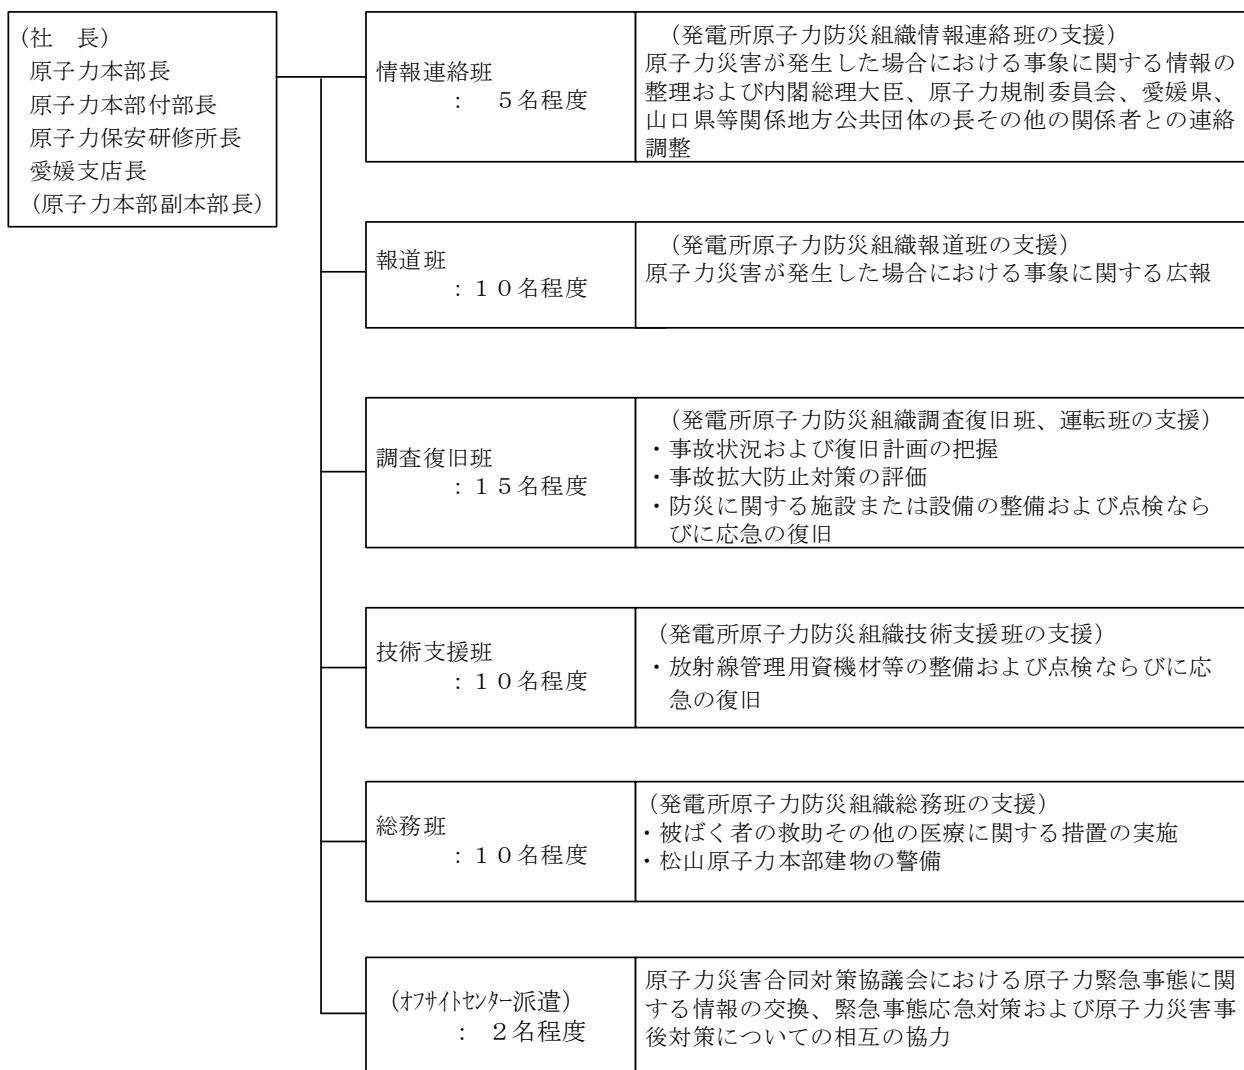 (社　長)
原子力本部長
原子力本部付部長
原子力保安研修所長
愛媛支店長
(原子力本部副本部長)
情報連絡班
：　５名程度
(発電所原子力防災組織情報連絡班の支援)
原子力災害が発生した場合における事象に関する情報の
整理および内閣総理大臣、原子力規制委員会、愛媛県、
山口県等関係地方公共団体の長その他の関係者との連絡
調整
報道班
：１０名程度
(発電所原子力防災組織報道班の支援)
原子力災害が発生した場合における事象に関する広報
調査復旧班
：１５名程度
(発電所原子力防災組織調査復旧班、運転班の支援)
・事故状況および復旧計画の把握
・事故拡大防止対策の評価
・防災に関する施設または設備の整備および点検なら
びに応急の復旧
技術支援班
：１０名程度
(発電所原子力防災組織技術支援班の支援)
・放射線管理用資機材等の整備および点検ならびに応
急の復旧
総務班
：１０名程度
(発電所原子力防災組織総務班の支援)
・被ばく者の救助その他の医療に関する措置の実施
・松山原子力本部建物の警備
(ｵﾌｻｲﾄｾﾝﾀｰ派遣)
：　２名程度
原子力災害合同対策協議会における原子力緊急事態に関
する情報の交換、緊急事態応急対策および原子力災害事
後対策についての相互の協力